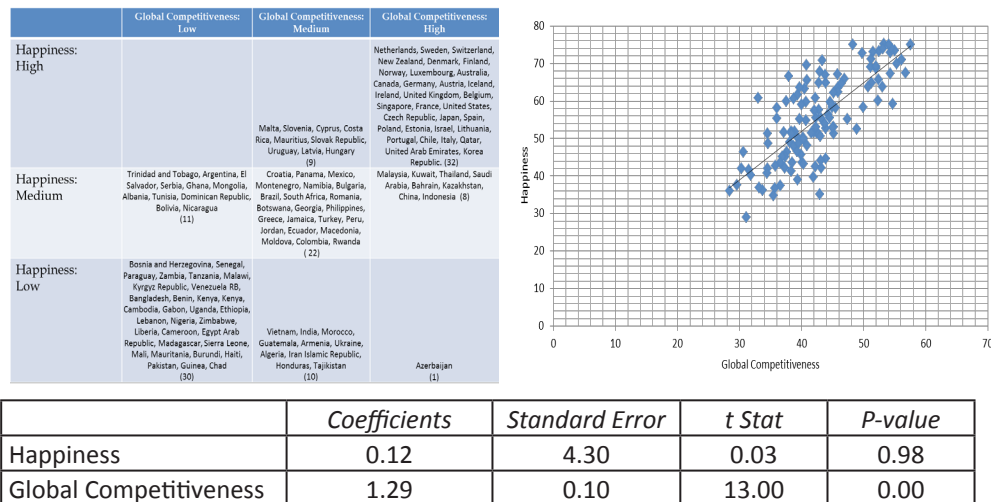 Global Competitiveness:
Low
Global Competitiveness:
Medium
Global Competitiveness:
High
Happiness:
High
Malta, Slovenia, Cyprus, Costa
Rica, Mauritius, Slovak Republic,
Uruguay, Latvia, Hungary
(9)
Netherlands, Sweden, Switzerland,
New Zealand, Denmark, Finland,
Norway, Luxembourg, Australia,
Canada, Germany, Austria, Iceland,
Ireland, United Kingdom, Belgium,
Singapore, France, United States,
Czech Republic, Japan, Spain,
Poland, Estonia, Israel, Lithuania,
Portugal, Chile, Italy, Qatar,
United Arab Emirates, Korea
Republic. (32)
Happiness:
Medium
Trinidad and Tobago, Argentina, El
Salvador, Serbia, Ghana, Mongolia,
Albania, Tunisia, Dominican Republic,
Bolivia, Nicaragua
(11)
Croatia, Panama, Mexico,
Montenegro, Namibia, Bulgaria,
Brazil, South Africa, Romania,
Botswana, Georgia, Philippines,
Greece, Jamaica, Turkey, Peru,
Jordan, Ecuador, Macedonia,
Moldova, Colombia, Rwanda
( 22)
Malaysia, Kuwait, Thailand, Saudi
Arabia, Bahrain, Kazakhstan,
China, Indonesia (8)
Happiness:
Low
Bosnia and Herzegovina, Senegal,
Paraguay, Zambia, Tanzania, Malawi,
Kyrgyz Republic, Venezuela RB,
Bangladesh, Benin, Kenya, Kenya,
Cambodia, Gabon, Uganda, Ethiopia,
Lebanon, Nigeria, Zimbabwe,
Liberia, Cameroon, Egypt Arab
Republic, Madagascar, Sierra Leone,
Mali, Mauritania, Burundi, Haiti,
Pakistan, Guinea, Chad
(30)
Vietnam, India, Morocco,
Guatemala, Armenia, Ukraine,
Algeria, Iran Islamic Republic,
Honduras, Tajikistan
(10)
Azerbaijan
(1)
80
70
60
50
40
30
20
10
0
Happiness
0 10 20 30 40 50 60 70
Global Competitiveness
Coefficients Standard Error t Stat P-value
Happiness 0.12 4.30 0.03 0.98
Global Competitiveness 1.29 0.10 13.00 0.00